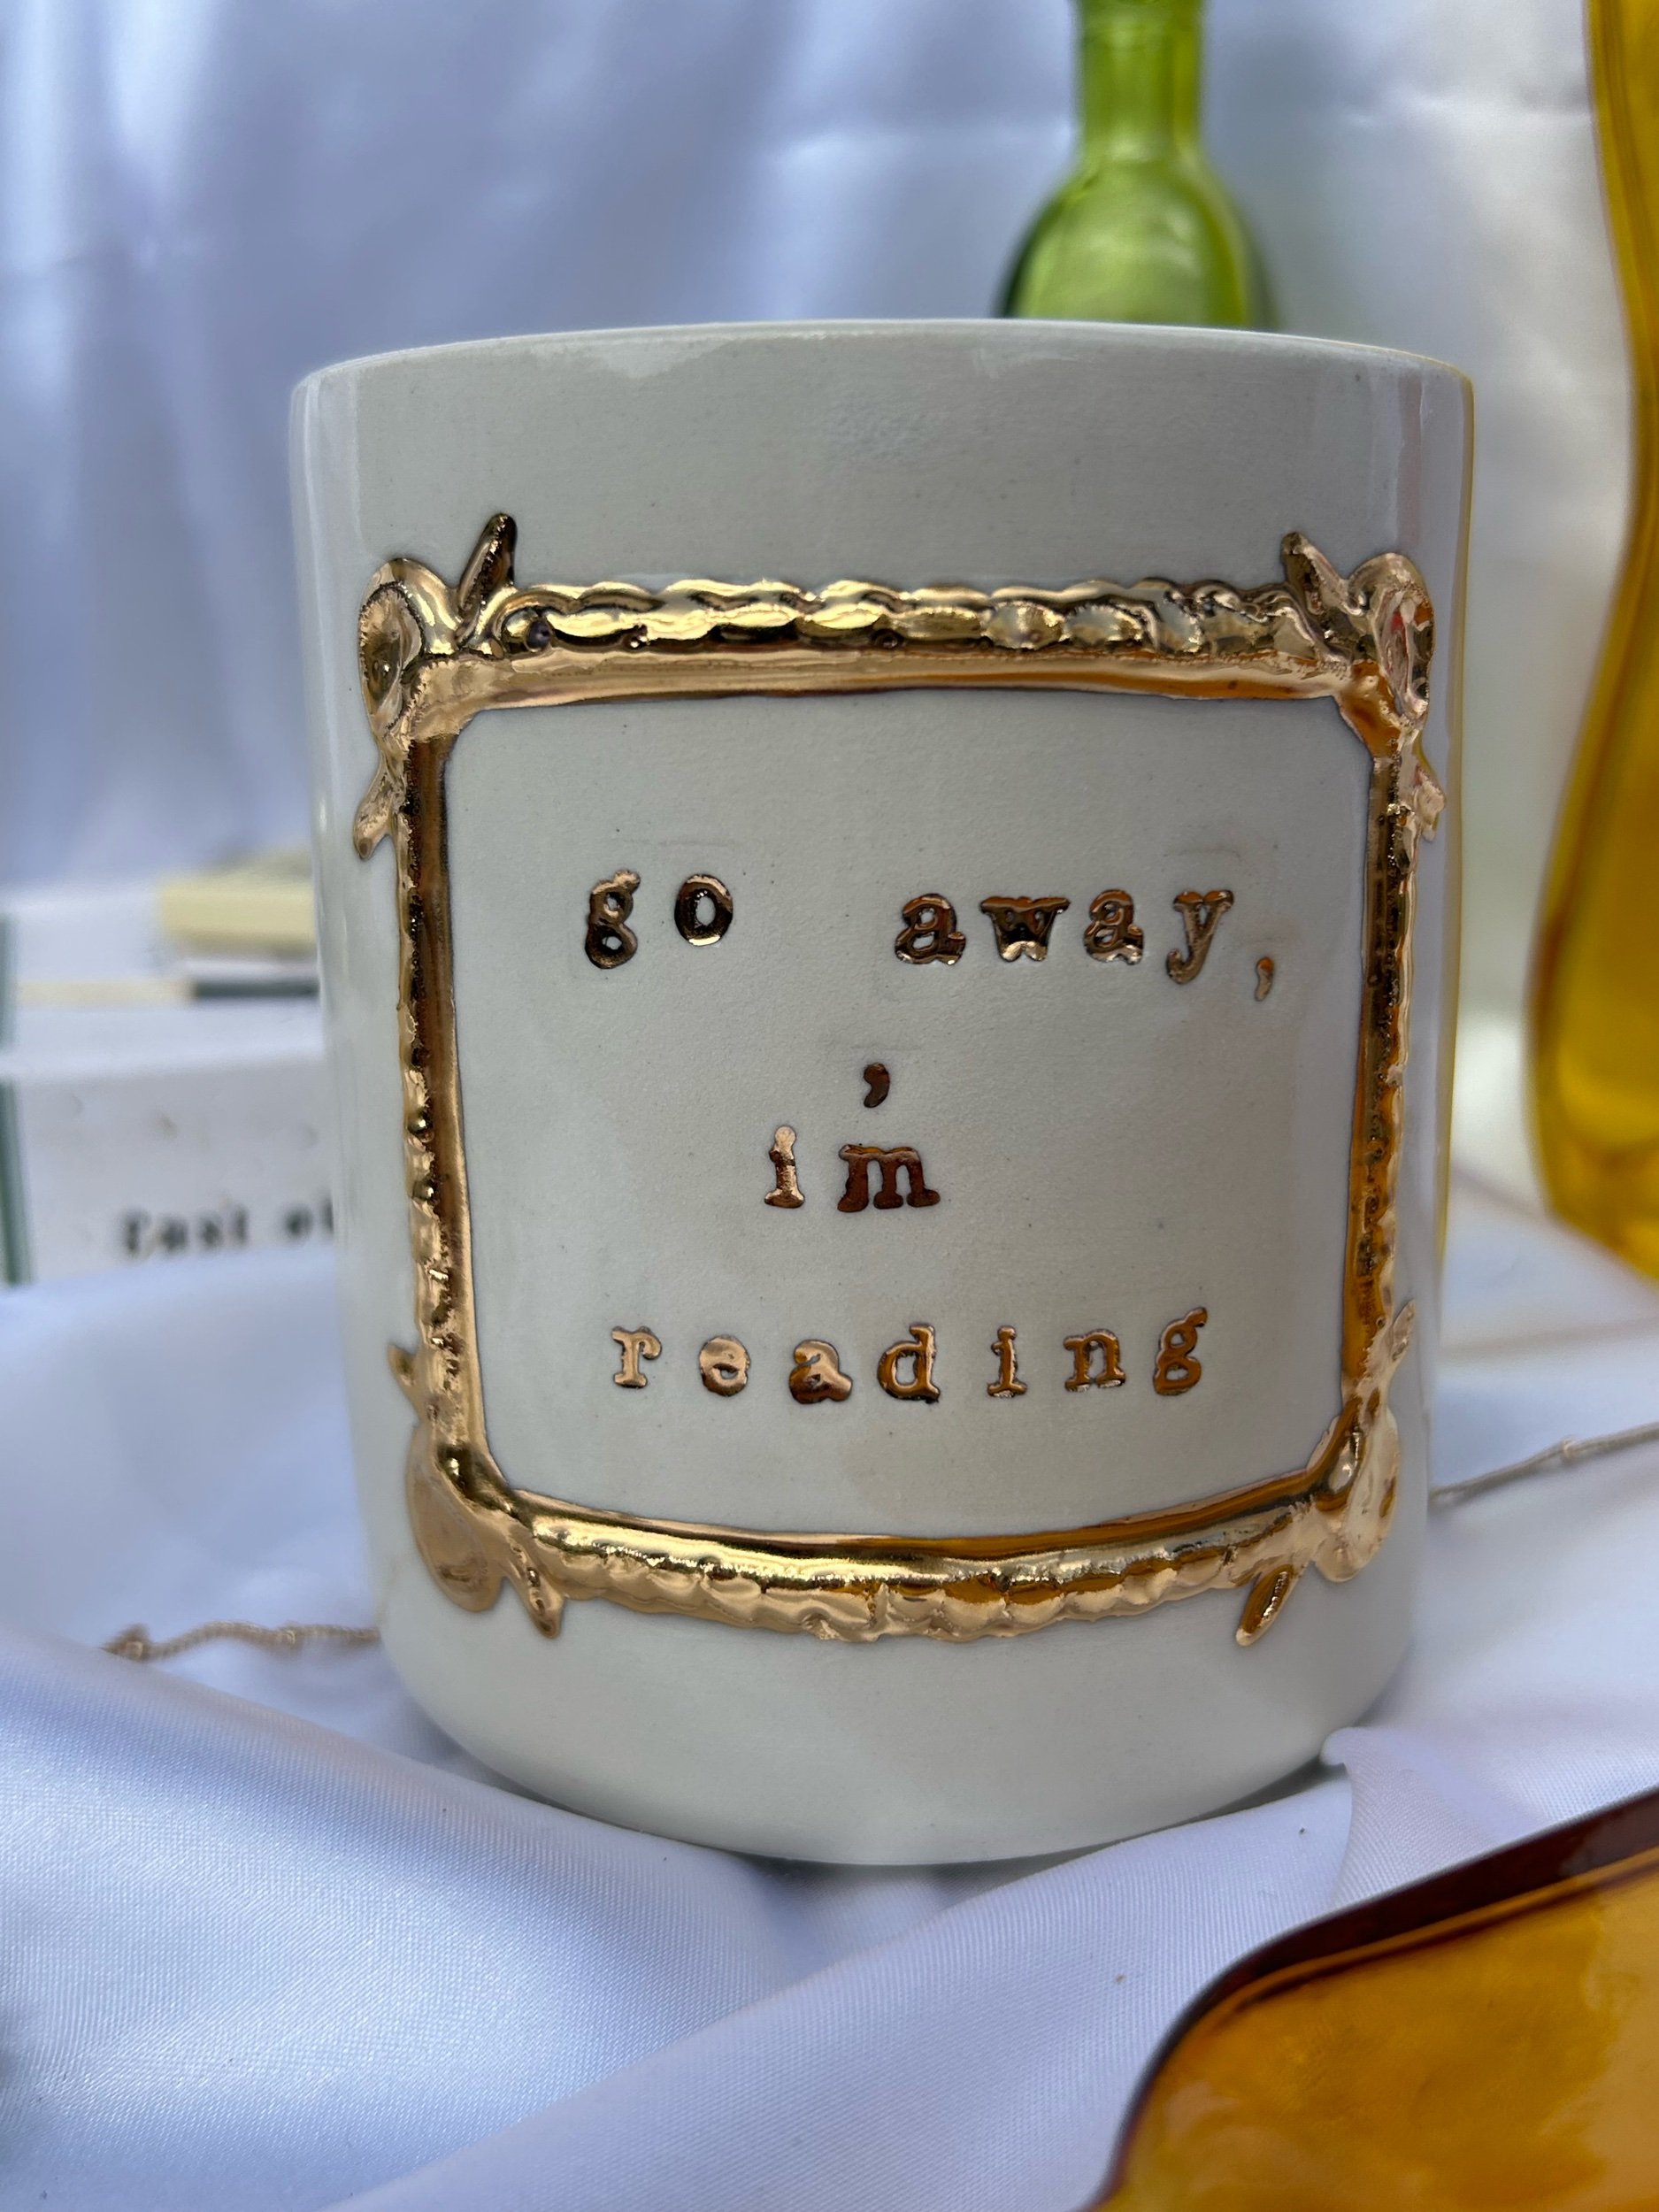 go away,
i'm
reading